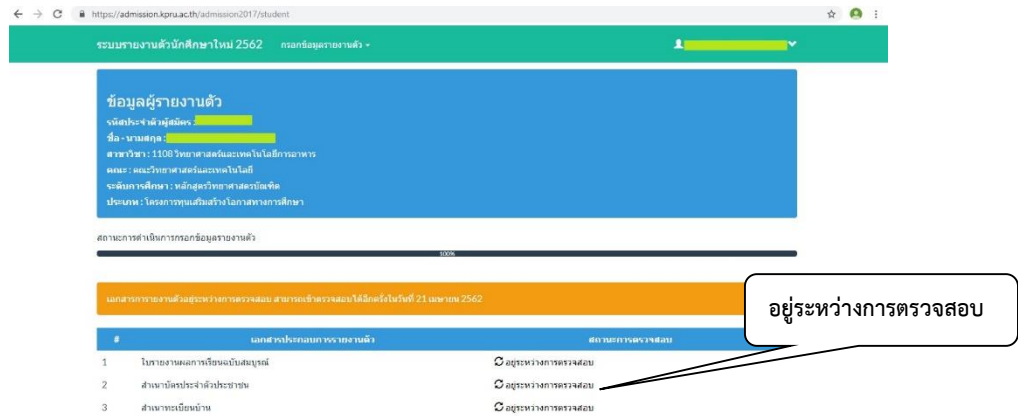 https://admission.kpru.ac.th/admission2017/student
ระบบรายงานตัวนักศึกษาใหม่ 2562 กรอกข้อมูลรายงานตัว
ข้อมูลผู้รายงานตัว
รหัสประจำตัวผู้สมัคร :
ชื่อ - นามสกุล :
สาขาวิชา : 1108 วิทยาศาสตร์และเทคโนโลยีการอาหาร
คณะ : คณะวิทยาศาสตร์และเทคโนโลยี
ระดับการศึกษา : หลักสูตรวิทยาศาสตรบัณฑิต
ประเภท : โครงการทุนเสริมสร้างโอกาสทางการศึกษา
สถานะการดำเนินการกรอกข้อมูลรายงานตัว
100%
เอกสารการรายงานตัวอยู่ระหว่างการตรวจสอบ สามารถเข้าตรวจสอบได้อีกครั้งในวันที่ 21 เมษายน 2562
อยู่ระหว่างการตรวจสอบ
# เอกสารประกอบการรายงานตัว สถานะการตรวจสอบ
1 ใบรายงานผลการเรียนฉบับสมบูรณ์ อยู่ระหว่างการตรวจสอบ
2 สำเนาบัตรประจำตัวประชาชน อยู่ระหว่างการตรวจสอบ
3 สำเนาทะเบียนบ้าน อยู่ระหว่างการตรวจสอบ